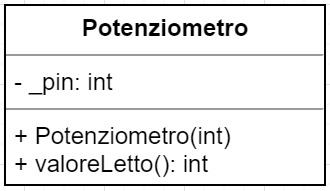 Potenziometro
- _pin: int
+ Potenziometro(int)
+ valoreLetto(): int